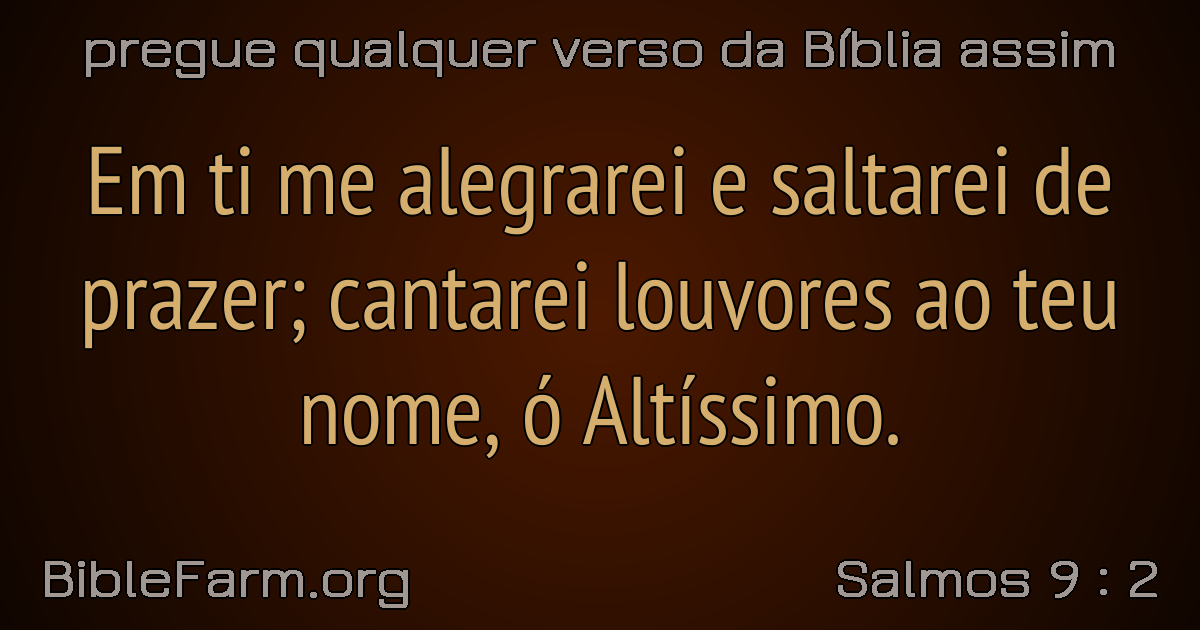 pregue qualquer verso da Bíblia assim
Em ti me alegrarei e saltarei de
prazer; cantarei louvores ao teu
nome, ó Altíssimo.
BibleFarm.org
Salmos 9 : 2